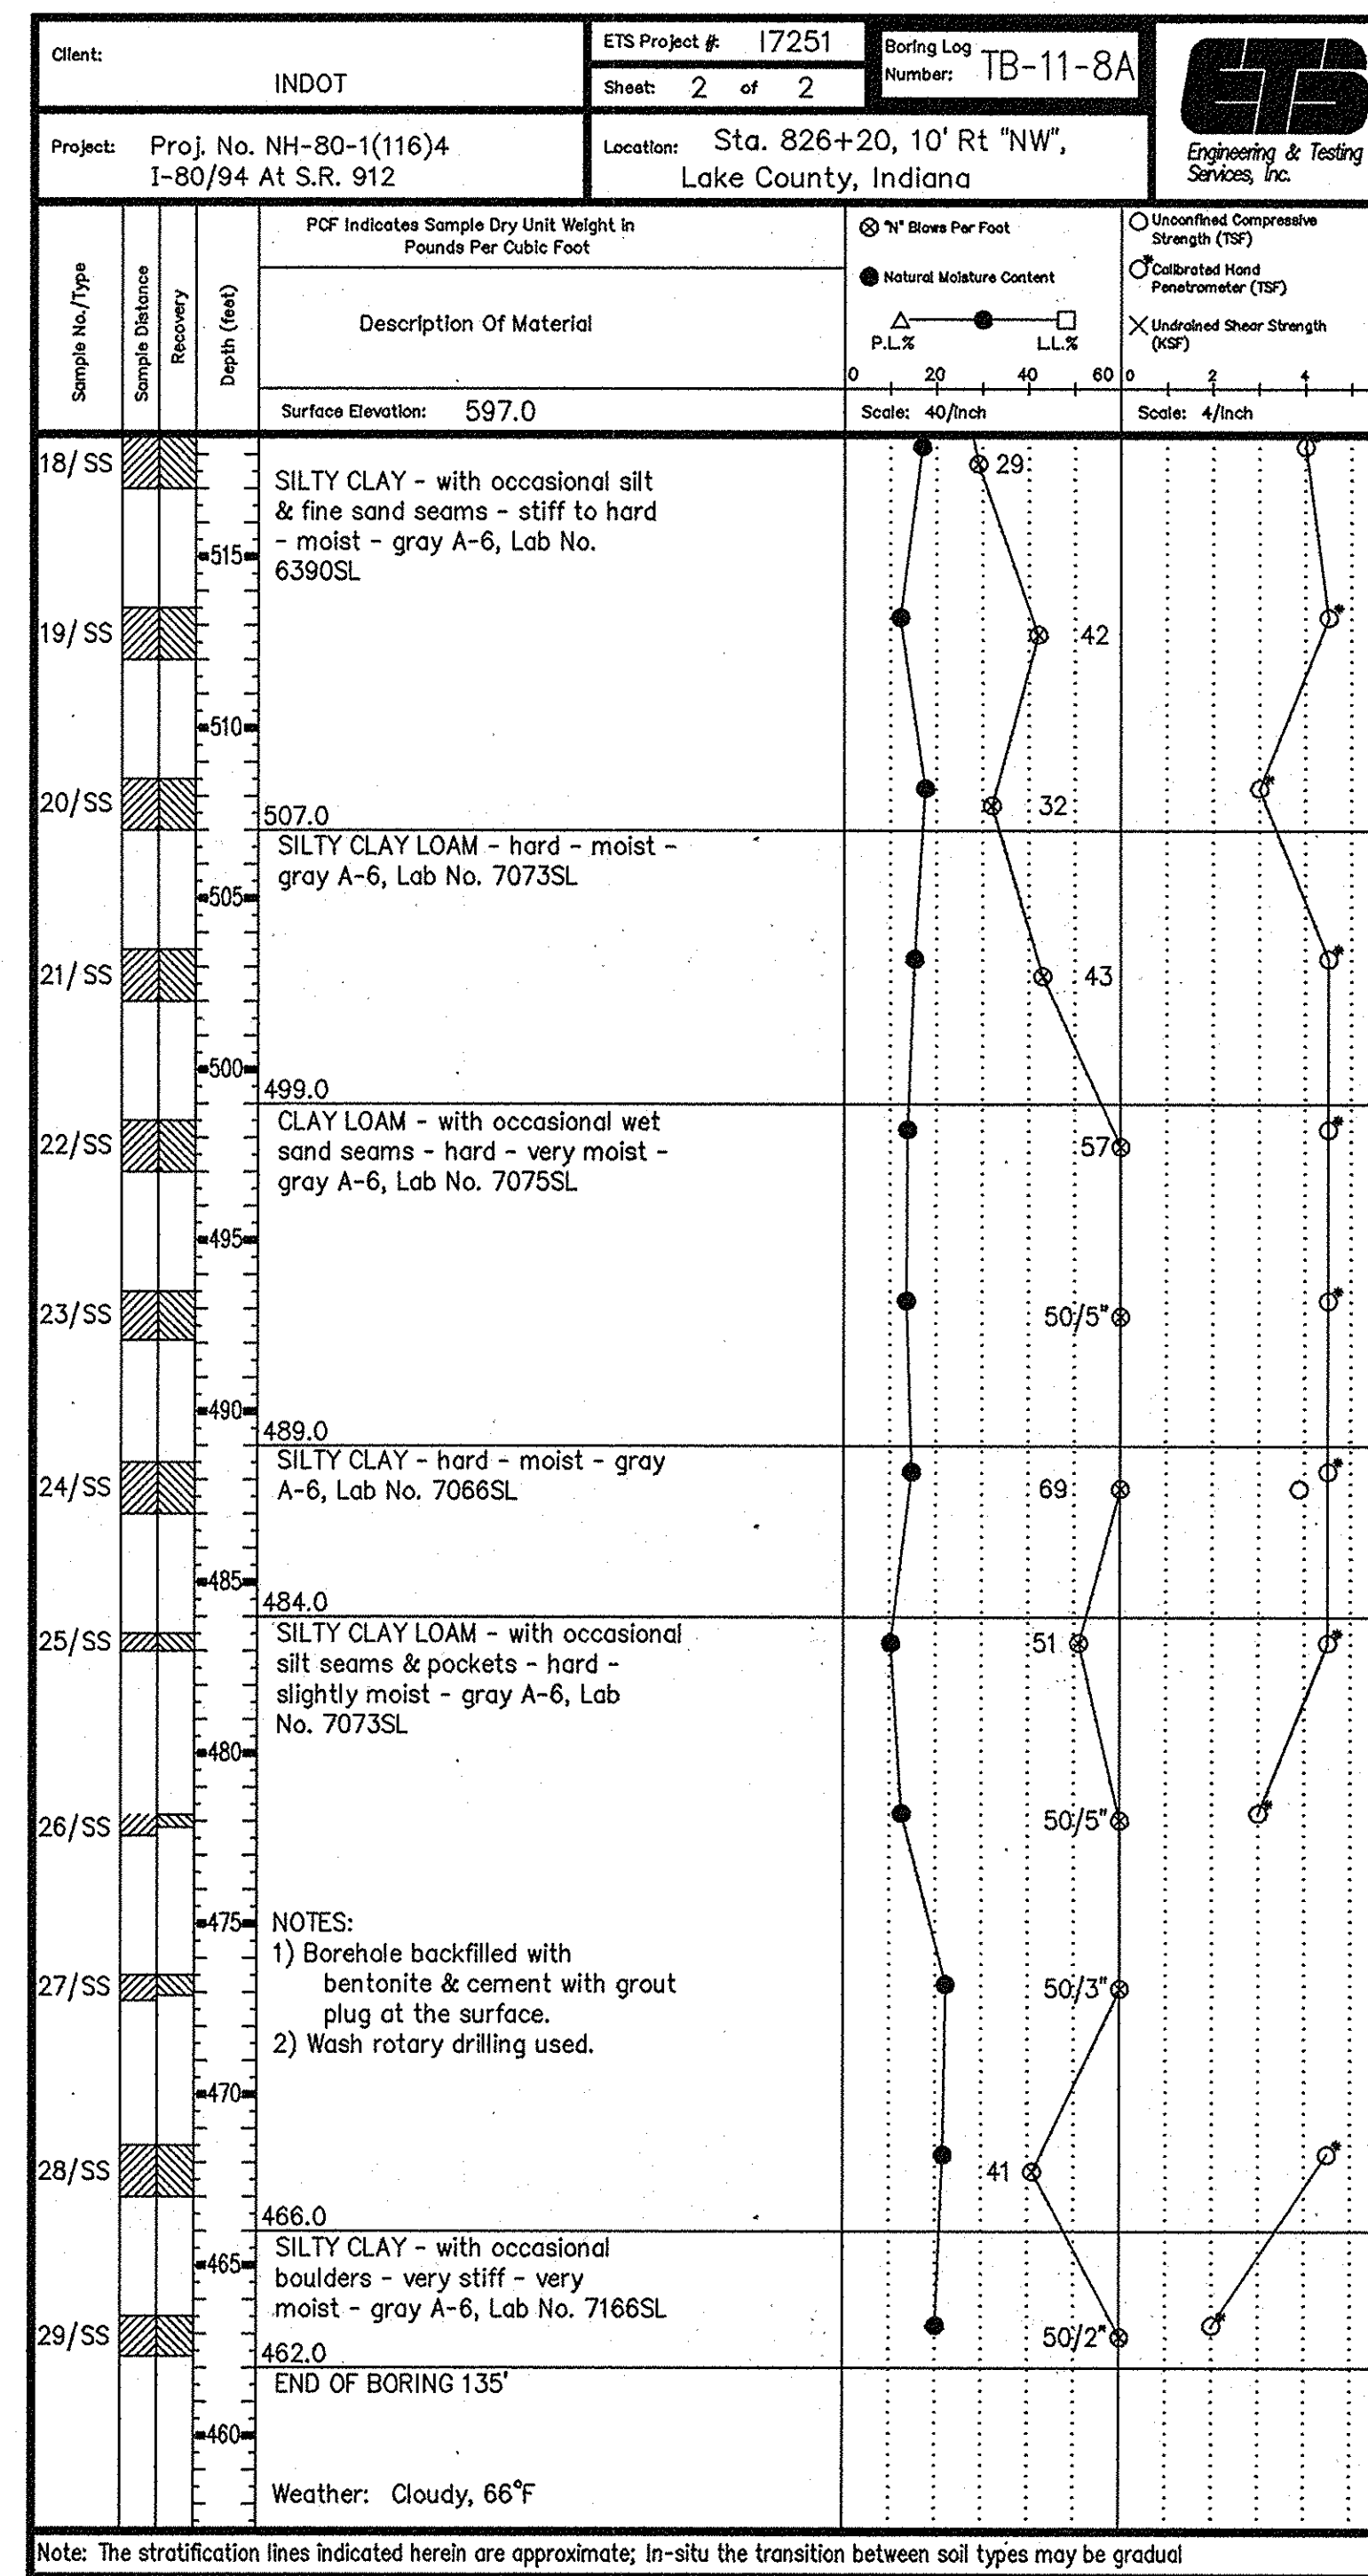 Client:
INDOT
ETS Project #: 17251
Sheet: 2 of 2
Boring Log
Number: TB-11-8A
ETS
Engineering & Testing
Services, Inc.
Project: Proj. No. NH-80-1(116)4
I-80/94 At S.R. 912
Location: Sta. 826+20, 10' Rt "NW",
Lake County, Indiana
Sample No./Type
Sample Distance
Recovery
Depth (feet)
PCF Indicates Sample Dry Unit Weight in
Pounds Per Cubic Foot
Description Of Material
Surface Elevation: 597.0
"N" Blows Per Foot
Natural Moisture Content
P.L.% L.L.%
0 20 40 60
Scale: 40/Inch
Unconfined Compressive
Strength (TSF)
* Calibrated Hand
Penetrometer (TSF)
Undrained Shear Strength
(KSF)
0 2 4
Scale: 4/Inch
18/SS
29
SILTY CLAY - with occasional silt
& fine sand seams - stiff to hard
- moist - gray A-6, Lab No.
6390SL
515
19/SS
42 *
510
20/SS
32 *
507.0
SILTY CLAY LOAM - hard - moist -
gray A-6, Lab No. 7073SL
505
21/SS
43 *
500
499.0
CLAY LOAM - with occasional wet
sand seams - hard - very moist -
gray A-6, Lab No. 7075SL
22/SS
57 *
495
23/SS
50/5" *
490
489.0
SILTY CLAY - hard - moist - gray
A-6, Lab No. 7066SL
24/SS
69 *
485
484.0
SILTY CLAY LOAM - with occasional
silt seams & pockets - hard -
slightly moist - gray A-6, Lab
No. 7073SL
25/SS
51 *
480
26/SS
50/5" *
475
NOTES:
1) Borehole backfilled with
bentonite & cement with grout
plug at the surface.
2) Wash rotary drilling used.
27/SS
50/3"
470
28/SS
41 *
466.0
SILTY CLAY - with occasional
boulders - very stiff - very
moist - gray A-6, Lab No. 7166SL
465
29/SS
50/2" *
462.0
END OF BORING 135'
460
Weather: Cloudy, 66°F
Note: The stratification lines indicated herein are approximate; In-situ the transition between soil types may be gradual